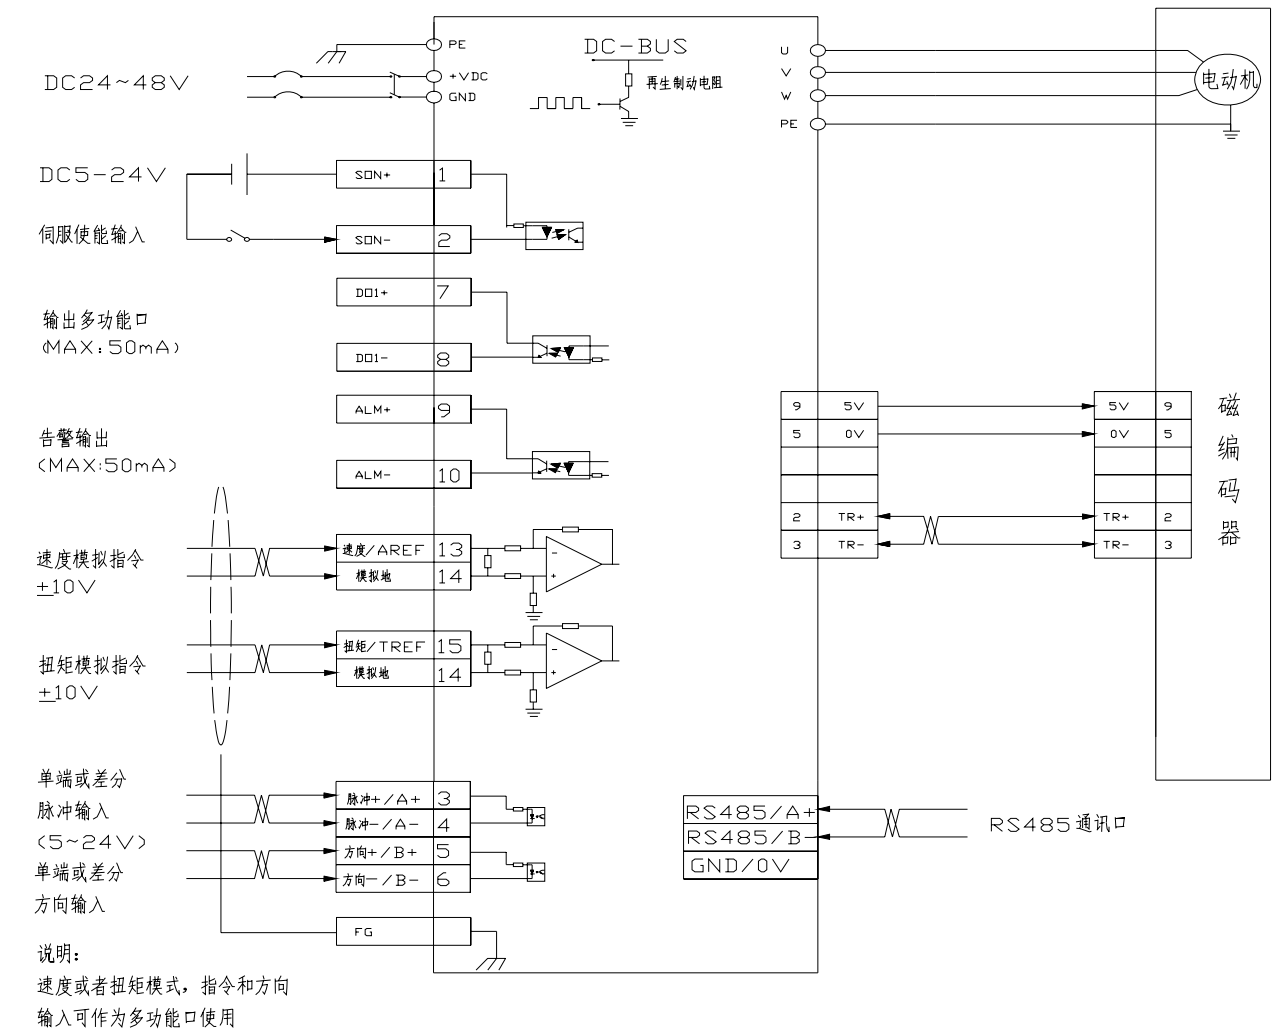 PE
DC24~48V
+VDC
GND
DC-BUS
再生制动电阻
U
V
W
PE
电动机
DC5-24V
SON+ 1
伺服使能输入
SON- 2
DO1+ 7
输出多功能口
(MAX:50mA)
DO1- 8
ALM+ 9
告警输出
(MAX:50mA)
ALM- 10
9 5V
5 0V
2 TR+
3 TR-
5V 9
0V 5
TR+ 2
TR- 3
磁
编
码
器
速度模拟指令
±10V
速度/AREF 13
模拟地 14
扭矩模拟指令
±10V
扭矩/TREF 15
模拟地 14
单端或差分
脉冲输入
(5~24V)
单端或差分
方向输入
脉冲+/A+ 3
脉冲-/A- 4
方向+/B+ 5
方向-/B- 6
FG
RS485/A+
RS485/B-
GND/0V
RS485通讯口
说明:
速度或者扭矩模式，指令和方向
输入可作为多功能口使用